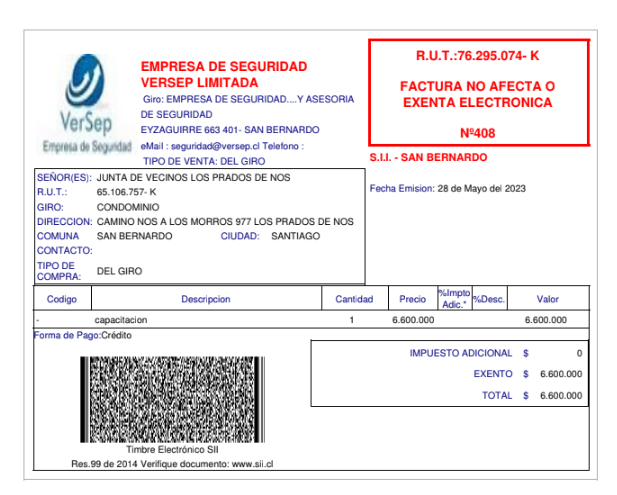 VerSep
Empresa de Seguridad
EMPRESA DE SEGURIDAD
VERSEP LIMITADA
Giro: EMPRESA DE SEGURIDAD....Y ASESORIA
DE SEGURIDAD
EYZAGUIRRE 663 401- SAN BERNARDO
eMail : seguridad@versep.cl Telefono :
TIPO DE VENTA: DEL GIRO
R.U.T.:76.295.074- K
FACTURA NO AFECTA O
EXENTA ELECTRONICA
Nº408
S.I.I. - SAN BERNARDO
Fecha Emision: 28 de Mayo del 2023
SEÑOR(ES): JUNTA DE VECINOS LOS PRADOS DE NOS
R.U.T.: 65.106.757- K
GIRO: CONDOMINIO
DIRECCION: CAMINO NOS A LOS MORROS 977 LOS PRADOS DE NOS
COMUNA SAN BERNARDO CIUDAD: SANTIAGO
CONTACTO:
TIPO DE
COMPRA: DEL GIRO
Codigo Descripcion Cantidad Precio %Impto Adic.* %Desc. Valor
- capacitacion 1 6.600.000 6.600.000
Forma de Pago:Crédito
IMPUESTO ADICIONAL $ 0
EXENTO $ 6.600.000
TOTAL $ 6.600.000
Timbre Electrónico SII
Res.99 de 2014 Verifique documento: www.sii.cl